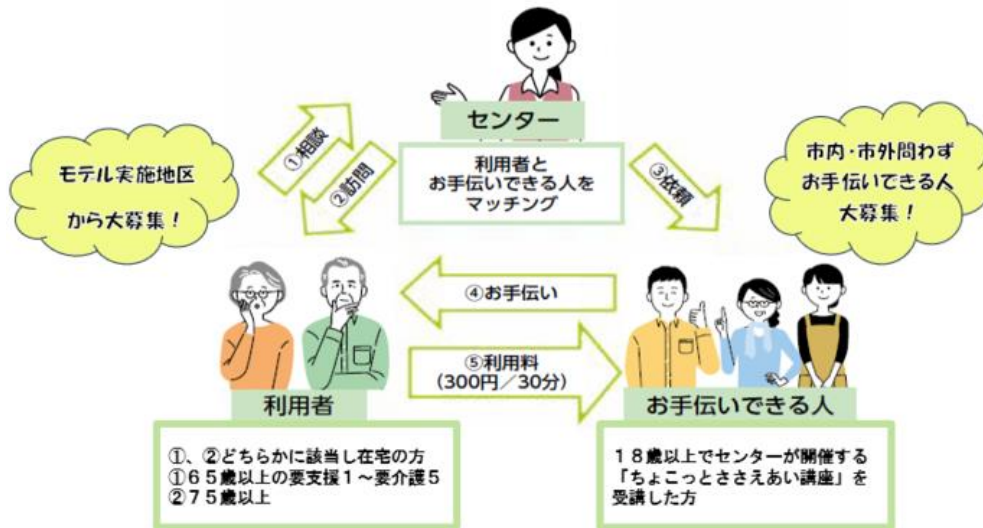 センター
利用者と
お手伝いできる人を
マッチング
モデル実施地区
から大募集！
①相談
②訪問
③依頼
市内・市外問わず
お手伝いできる人
大募集！
④お手伝い
⑤利用料
（300円／30分）
利用者
①、②どちらかに該当し在宅の方
①６５歳以上の要支援１～要介護５
②７５歳以上
お手伝いできる人
１８歳以上でセンターが開催する
「ちょこっとささえあい講座」を
受講した方